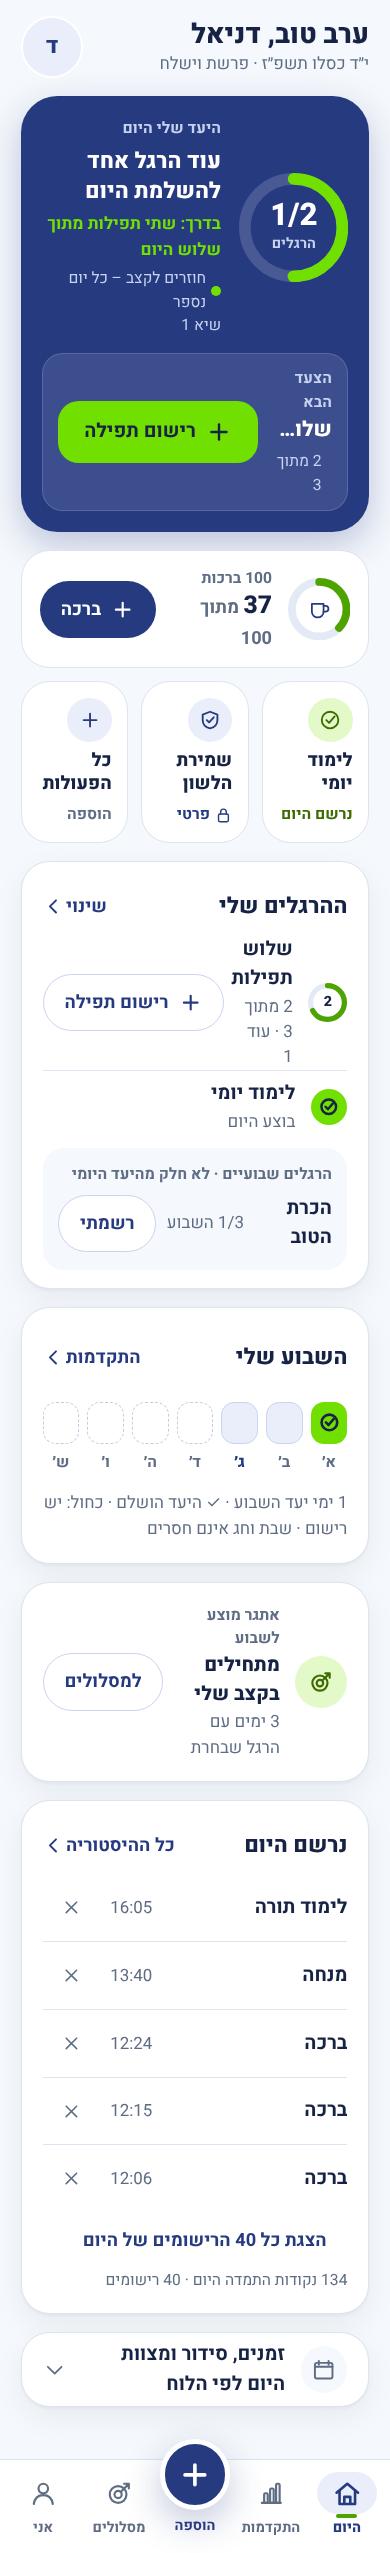 ערב טוב, דניאל
י״ד כסלו תשפ״ז · פרשת וישלח
ד
היעד שלי היום
עוד הרגל אחד
להשלמת היום
בדרך: שתי תפילות מתוך
שלוש היום
חוזרים לקצב – כל יום
נספר
שיא 1
1/2
הרגלים
הצעד
הבא
שלו...
2 מתוך
3
רישום תפילה
100 ברכות
37 מתוך
100
ברכה
לימוד
יומי
נרשם היום
שמירת
הלשון
פרטי
כל
הפעולות
הוספה
ההרגלים שלי
שינוי
2
שלוש
תפילות
2 מתוך
3 · עוד
1
רישום תפילה
לימוד יומי
בוצע היום
הרגלים שבועיים · לא חלק מהיעד היומי
הכרת
הטוב
1/3 השבוע
רשמתי
השבוע שלי
התקדמות
א׳ ב׳ ג׳ ד׳ ה׳ ו׳ ש׳
1 ימי יעד השבוע · ✓ היעד הושלם · כחול: יש
רישום · שבת וחג אינם חסרים
אתגר מוצע
לשבוע
מתחילים
בקצב שלי
3 ימים עם
הרגל שבחרת
למסלולים
נרשם היום
כל ההיסטוריה
לימוד תורה 16:05
מנחה 13:40
ברכה 12:24
ברכה 12:15
ברכה 12:06
הצגת כל 40 הרישומים של היום
134 נקודות התמדה היום · 40 רישומים
זמנים, סידור ומצוות
היום לפי הלוח
היום
התקדמות
הוספה
מסלולים
אני